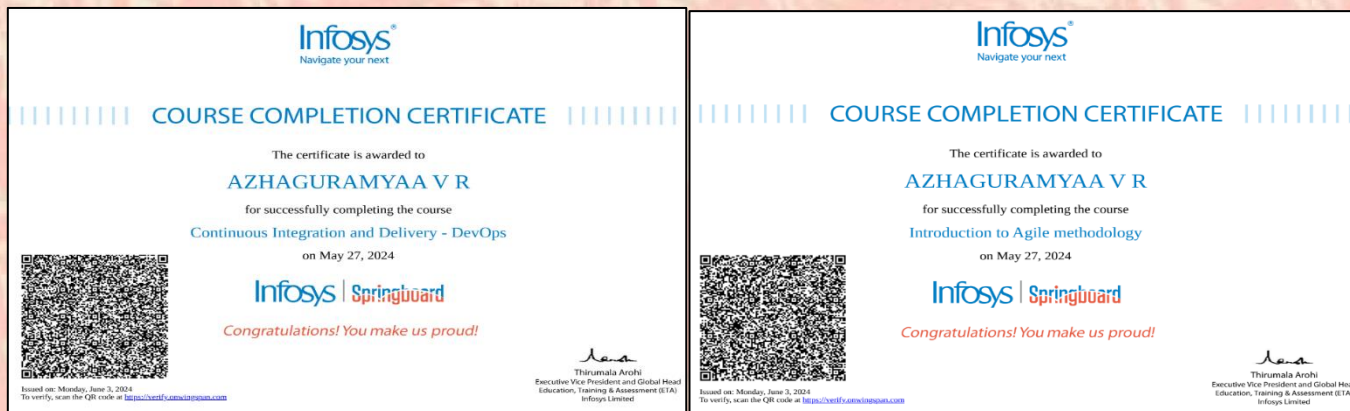 Infosys®
Navigate your next
COURSE COMPLETION CERTIFICATE
The certificate is awarded to
AZHAGURAMYAA V R
for successfully completing the course
Continuous Integration and Delivery - DevOps
on May 27, 2024
Infosys | Springboard
Congratulations! You make us proud!
Thirumala Arohi
Executive Vice President and Global Head
Education, Training & Assessment (ETA)
Infosys Limited
Issued on: Monday, June 3, 2024
To verify, scan the QR code at https://verify.onwingspan.com
Infosys®
Navigate your next
COURSE COMPLETION CERTIFICATE
The certificate is awarded to
AZHAGURAMYAA V R
for successfully completing the course
Introduction to Agile methodology
on May 27, 2024
Infosys | Springboard
Congratulations! You make us proud!
Thirumala Arohi
Executive Vice President and Global Hea
Education, Training & Assessment (ETA
Infosys Limited
Issued on: Monday, June 3, 2024
To verify, scan the QR code at https://verify.onwingspan.com